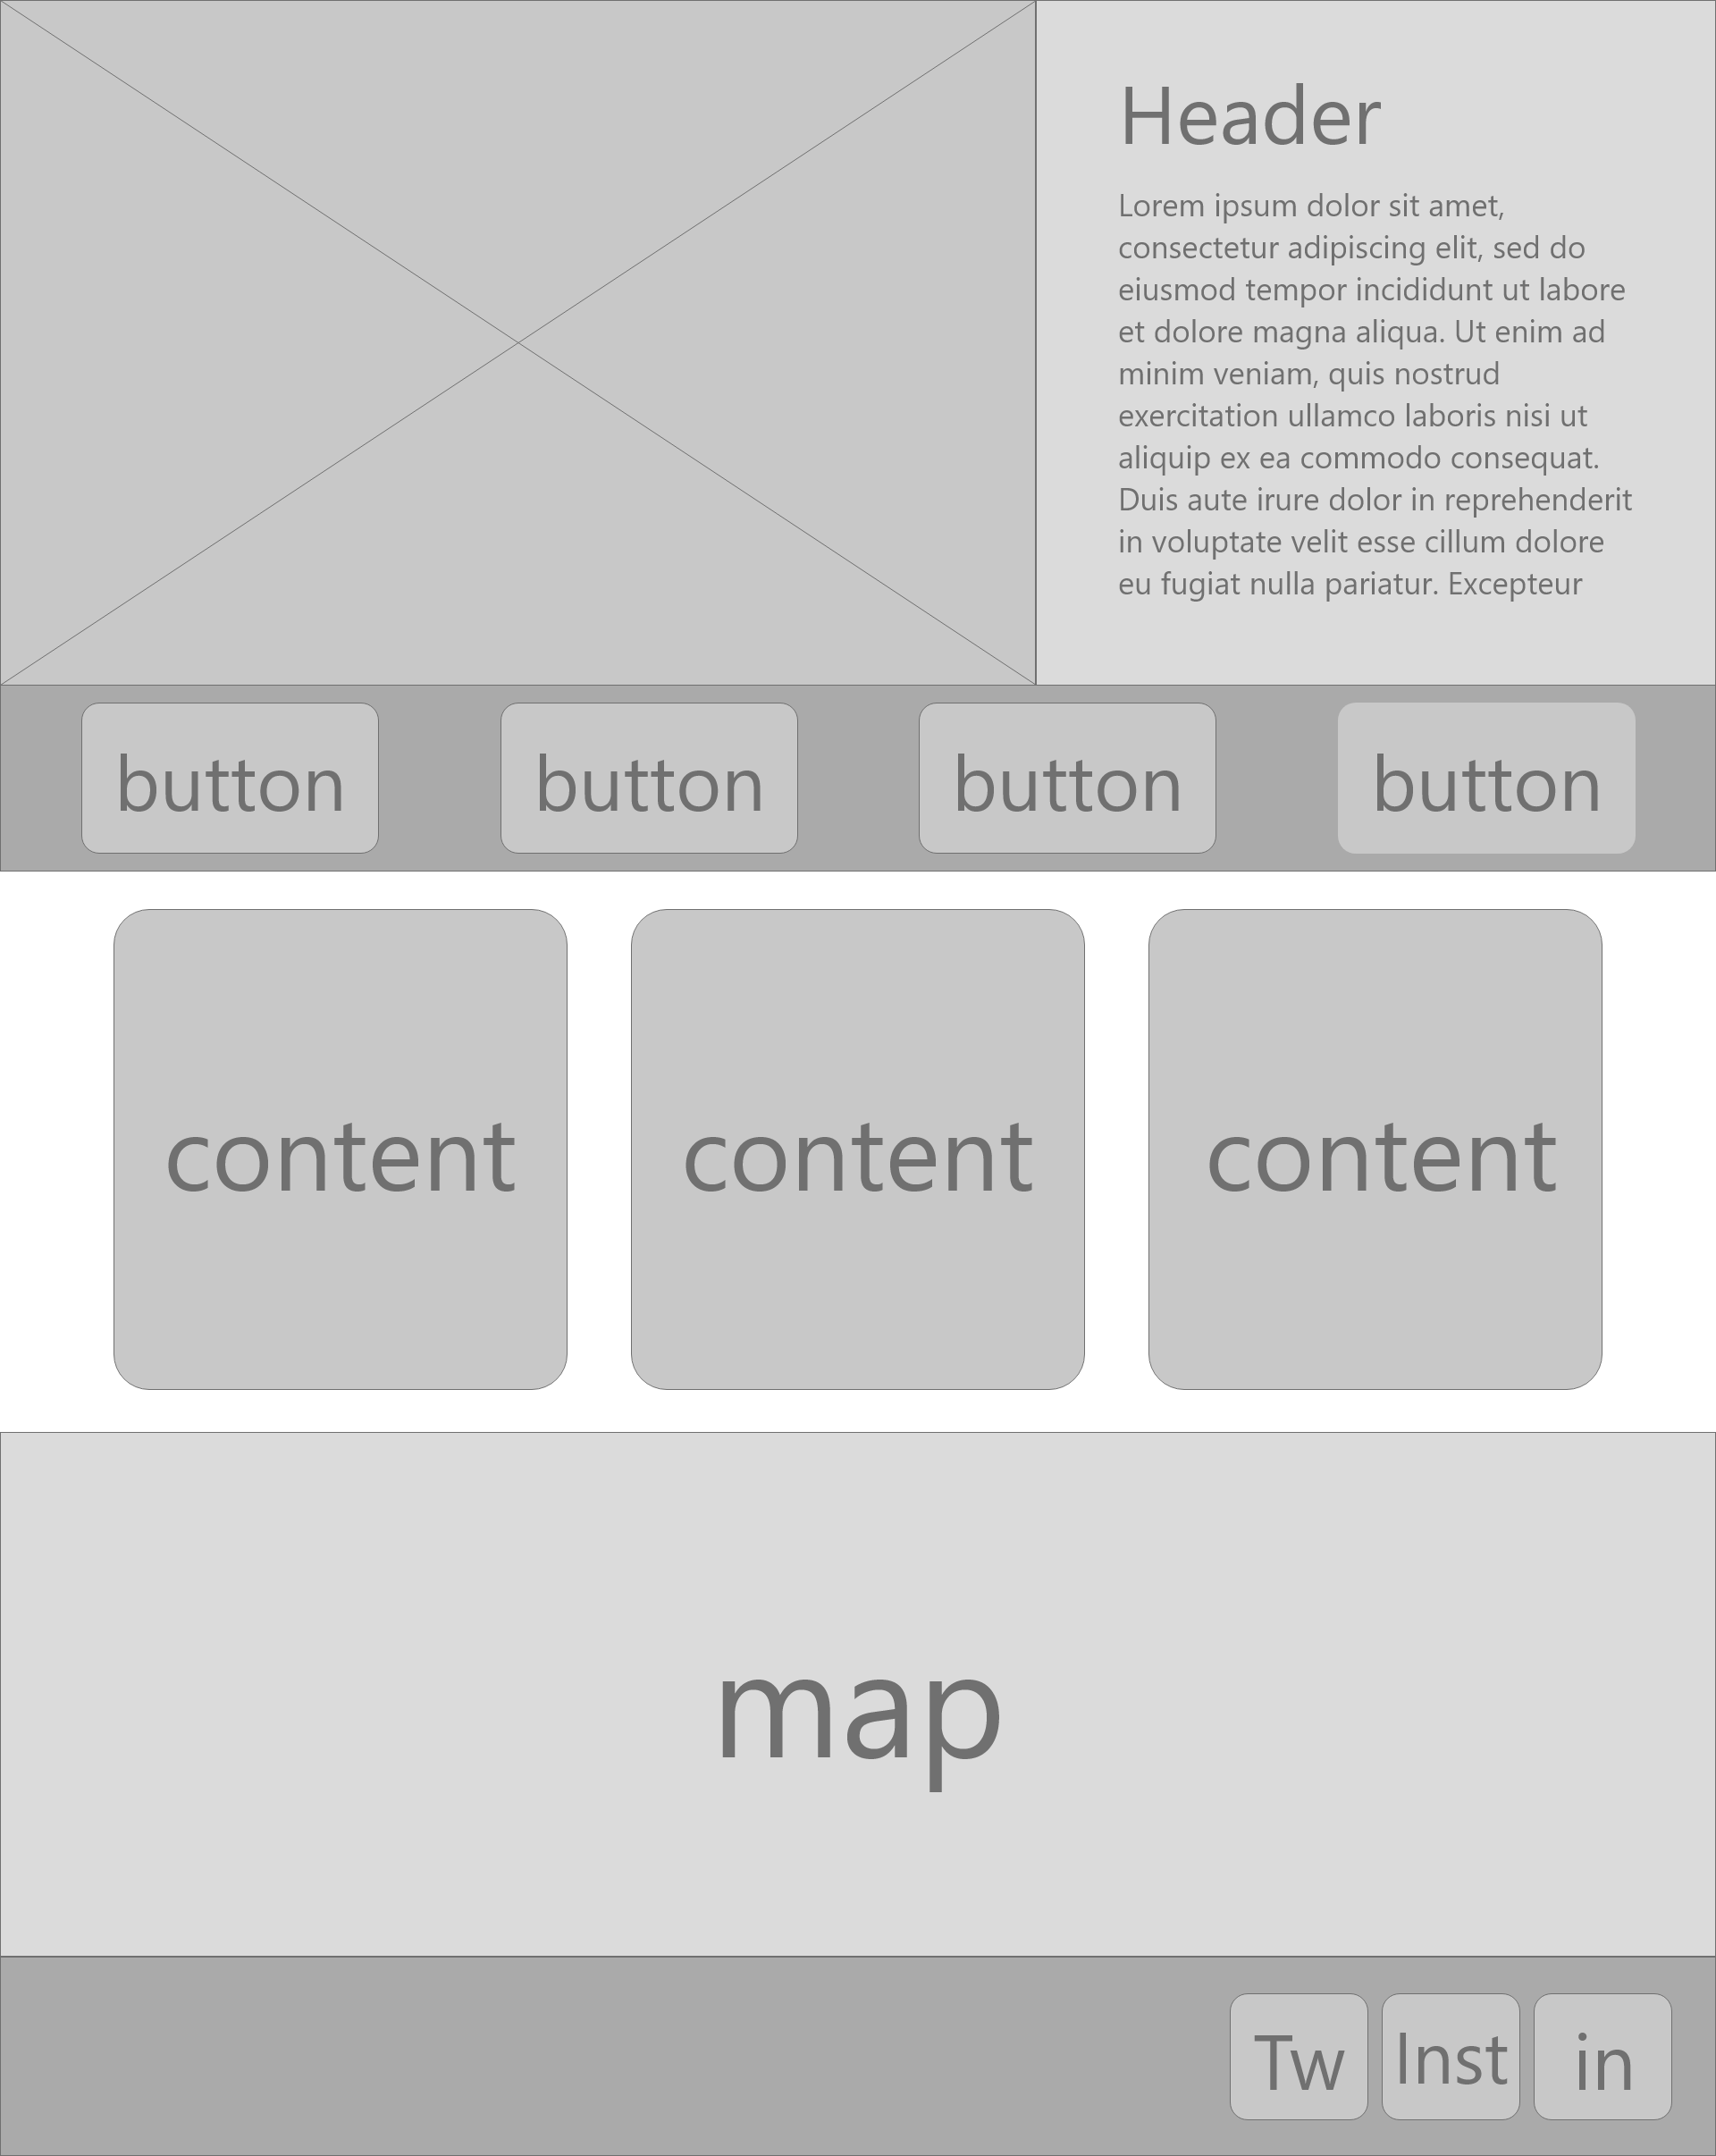 Header
Lorem ipsum dolor sit amet,
consectetur adipiscing elit, sed do
eiusmod tempor incididunt ut labore
et dolore magna aliqua. Ut enim ad
minim veniam, quis nostrud
exercitation ullamco laboris nisi ut
aliquip ex ea commodo consequat.
Duis aute irure dolor in reprehenderit
in voluptate velit esse cillum dolore
eu fugiat nulla pariatur. Excepteur
button button button button
content content content
map
Tw Inst in